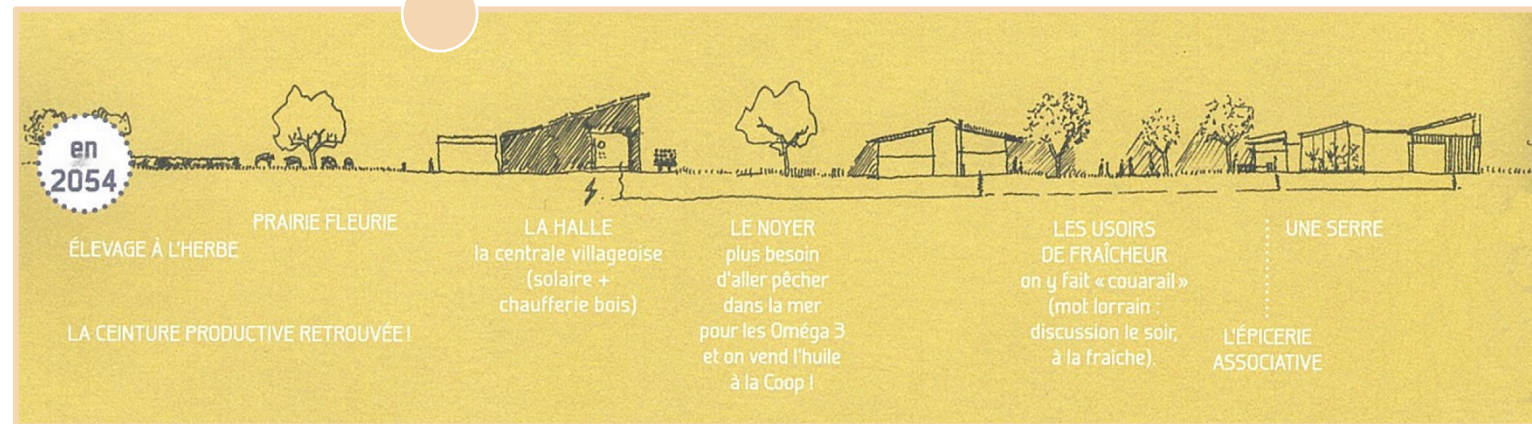 en
2054
PRAIRIE FLEURIE
ÉLEVAGE À L'HERBE
LA CEINTURE PRODUCTIVE RETROUVÉE !
LA HALLE
la centrale villageoise
(solaire +
chaufferie bois)
LE NOYER
plus besoin
d'aller pêcher
dans la mer
pour les Oméga 3
et on vend l'huile
à la Coop !
LES USOIRS
DE FRAÎCHEUR
on y fait « couarail »
(mot lorrain :
discussion le soir,
à la fraîche).
L'ÉPICERIE
ASSOCIATIVE
UNE SERRE